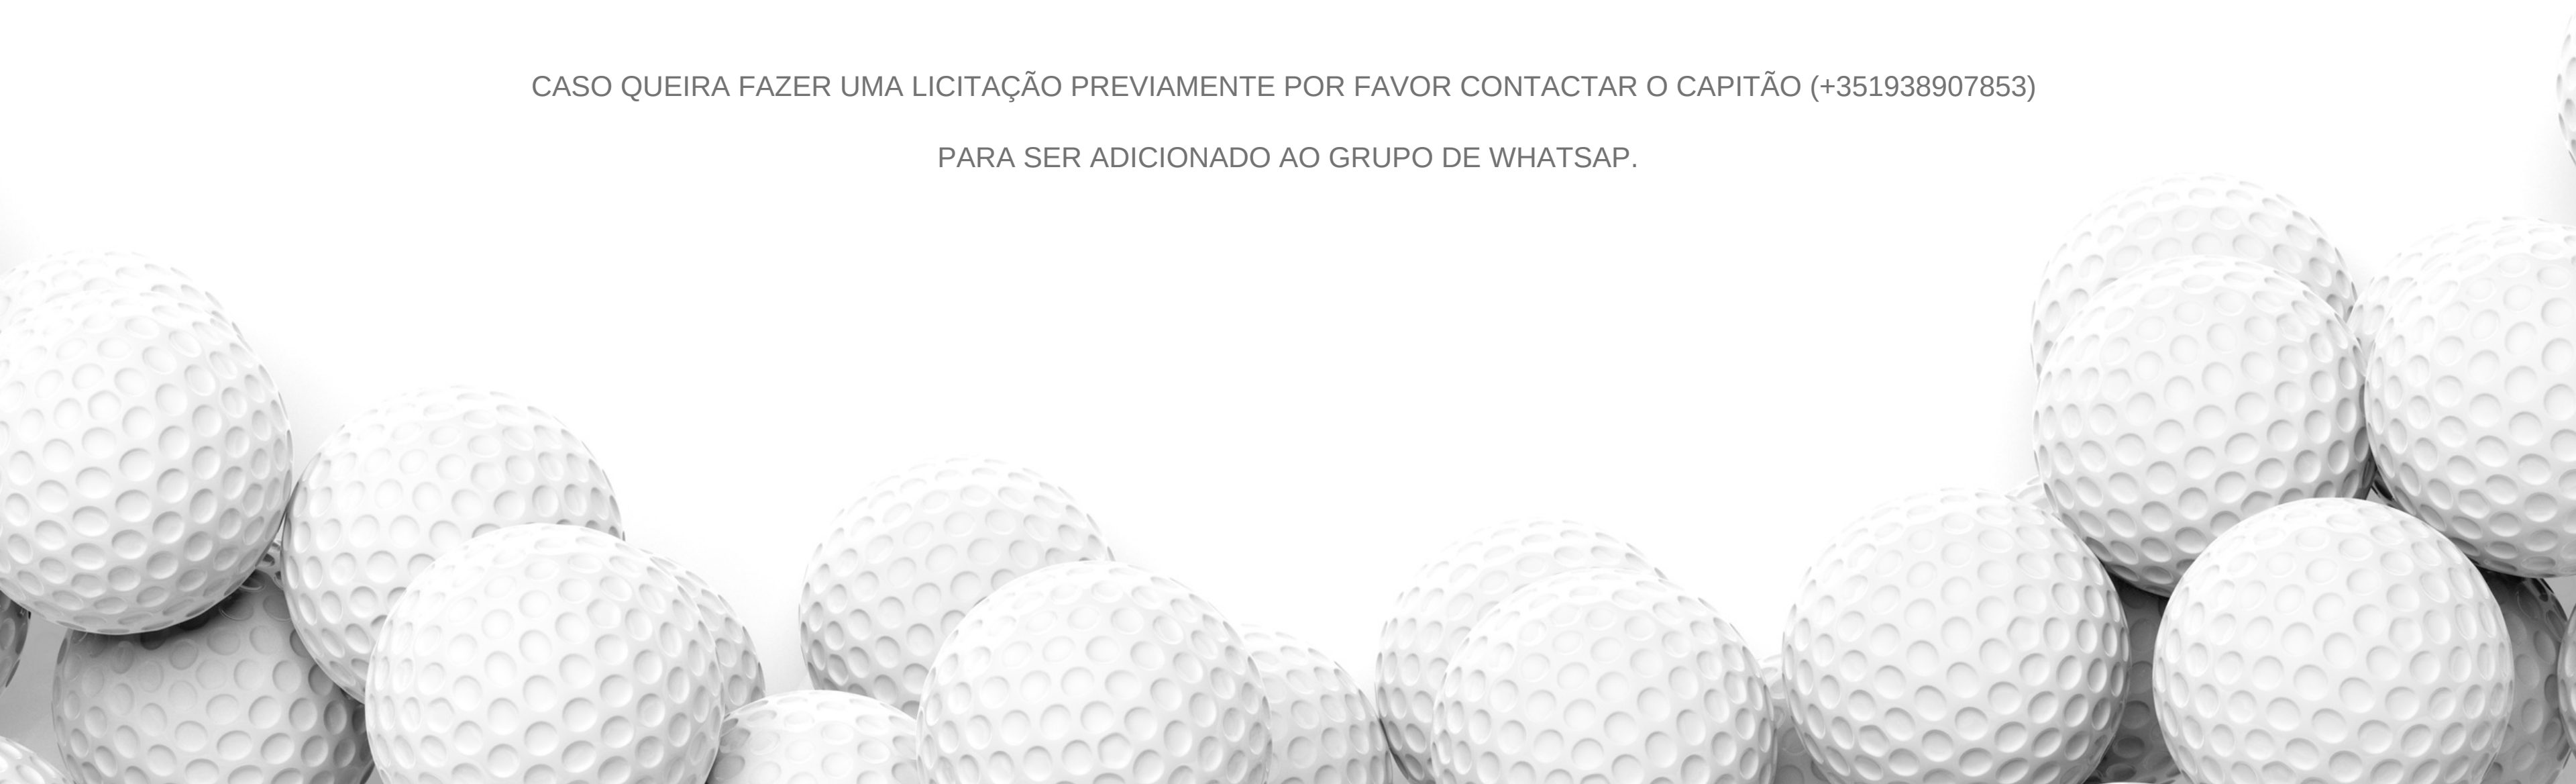 CASO QUEIRA FAZER UMA LICITAÇÃO PREVIAMENTE POR FAVOR CONTACTAR O CAPITÃO (+351938907853)
PARA SER ADICIONADO AO GRUPO DE WHATSAP.